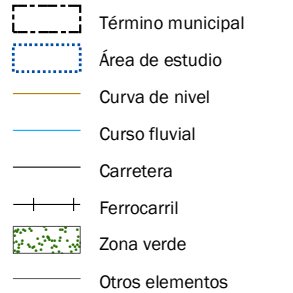 Término municipal
Área de estudio
Curva de nivel
Curso fluvial
Carretera
Ferrocarril
Zona verde
Otros elementos